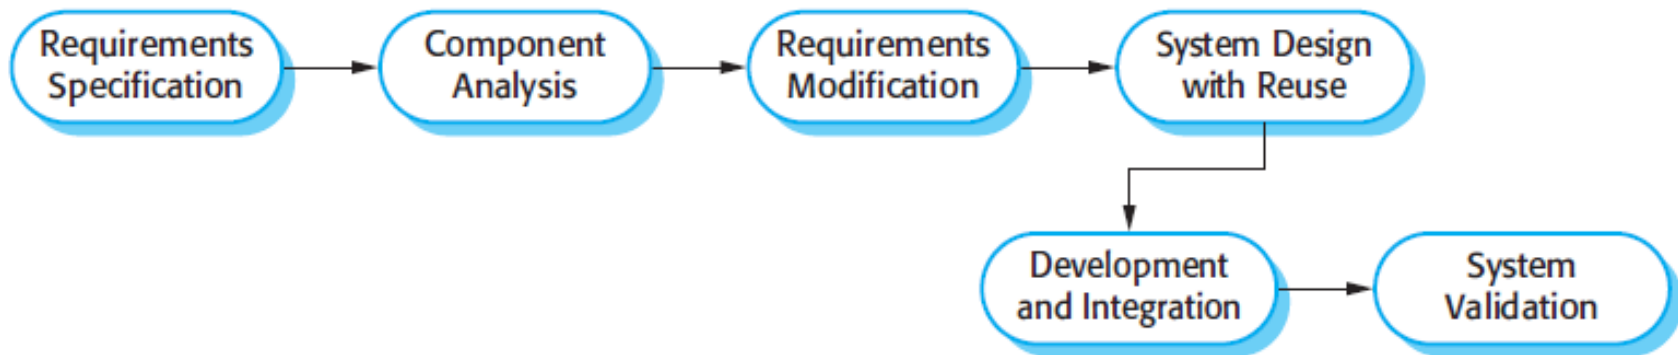 Requirements
Specification
Component
Analysis
Requirements
Modification
System Design
with Reuse
Development
and Integration
System
Validation